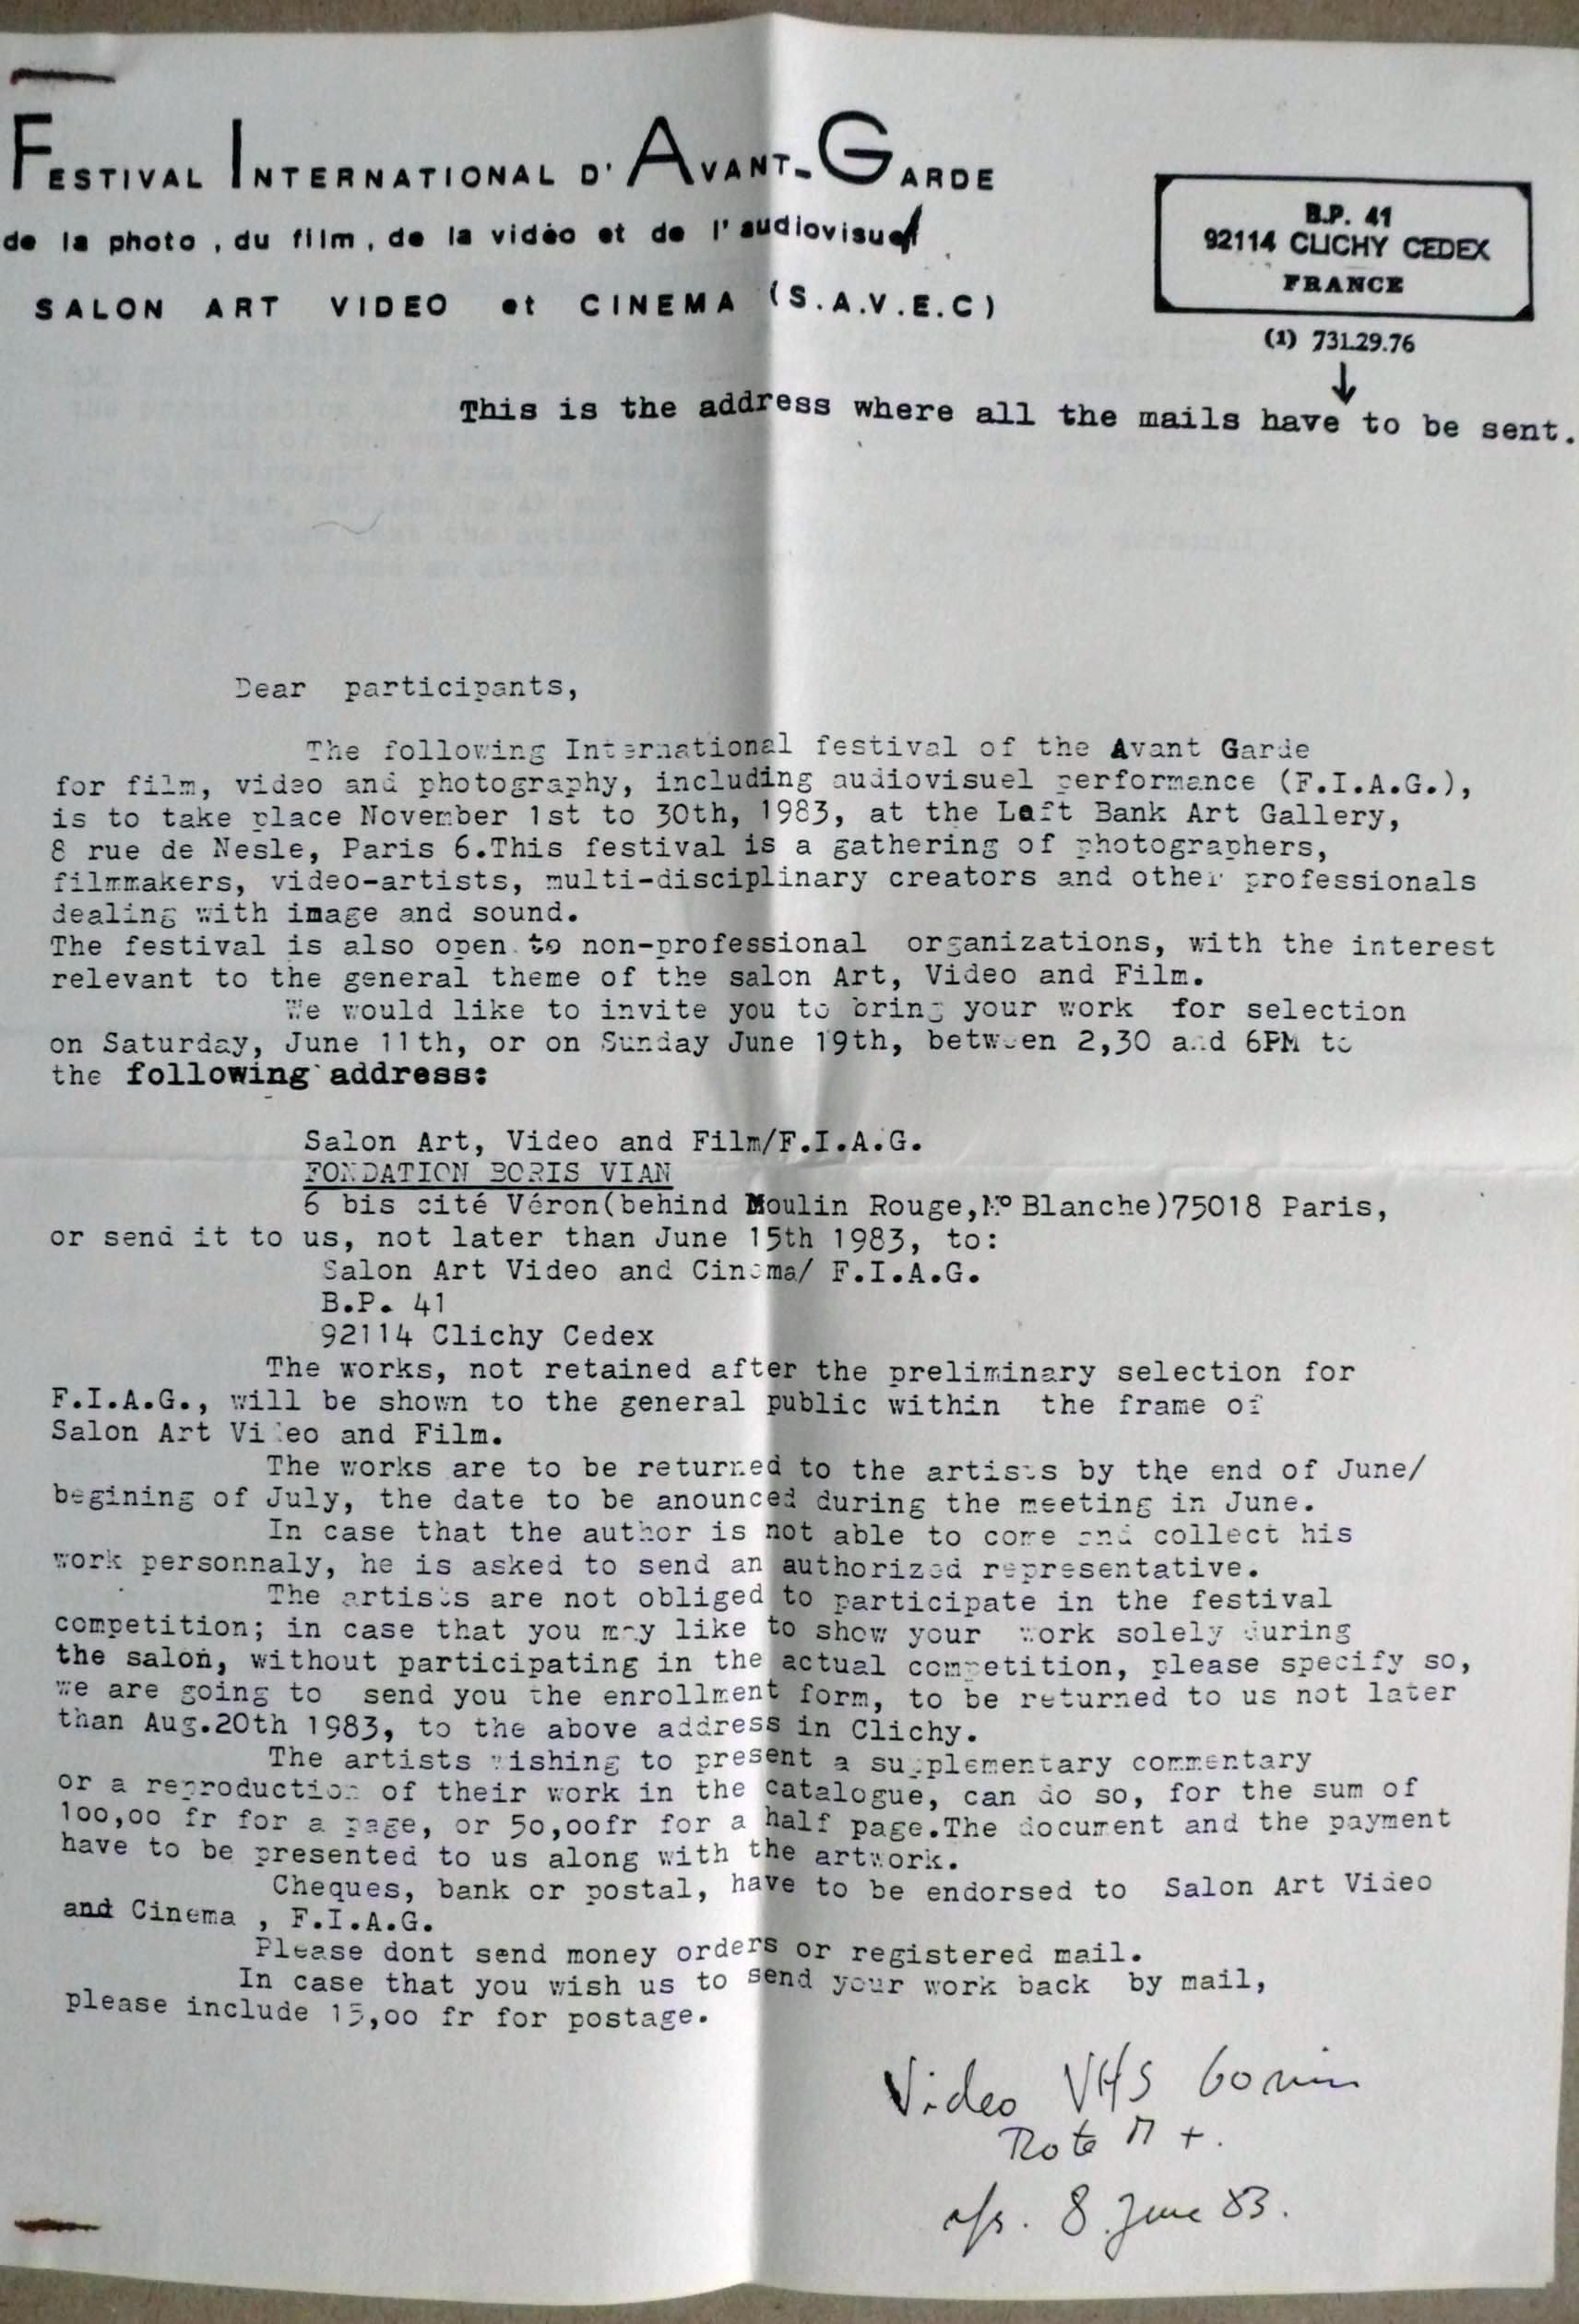 FESTIVAL INTERNATIONAL D'AVANT-GARDE
de la photo, du film, de la vidéo et de l'audiovisuel
SALON ART VIDEO et CINEMA (S.A.V.E.C)
B.P. 41
92114 CLICHY CEDEX
FRANCE
(1) 731.29.76
This is the address where all the mails have to be sent.
Dear participants,
The following International festival of the Avant Garde
for film, video and photography, including audiovisuel performance (F.I.A.G.),
is to take place November 1st to 30th, 1983, at the Left Bank Art Gallery,
8 rue de Nesle, Paris 6.This festival is a gathering of photographers,
filmmakers, video-artists, multi-disciplinary creators and other professionals
dealing with image and sound.
The festival is also open to non-professional organizations, with the interest
relevant to the general theme of the salon Art, Video and Film.
We would like to invite you to bring your work for selection
on Saturday, June 11th, or on Sunday June 19th, between 2,30 and 6PM to
the following address:
Salon Art, Video and Film/F.I.A.G.
FONDATION BORIS VIAN
6 bis cité Véron(behind Moulin Rouge,Mº Blanche)75018 Paris,
or send it to us, not later than June 15th 1983, to:
Salon Art Video and Cinema/ F.I.A.G.
B.P. 41
92114 Clichy Cedex
The works, not retained after the preliminary selection for
F.I.A.G., will be shown to the general public within the frame of
Salon Art Video and Film.
The works are to be returned to the artists by the end of June/
begining of July, the date to be anounced during the meeting in June.
In case that the author is not able to come and collect his
work personnaly, he is asked to send an authorized representative.
The artists are not obliged to participate in the festival
competition; in case that you may like to show your work solely during
the salon, without participating in the actual competition, please specify so,
we are going to send you the enrollment form, to be returned to us not later
than Aug.20th 1983, to the above address in Clichy.
The artists wishing to present a supplementary commentary
or a reproduction of their work in the catalogue, can do so, for the sum of
100,00 fr for a page, or 50,00fr for a half page.The document and the payment
have to be presented to us along with the artwork.
Cheques, bank or postal, have to be endorsed to Salon Art Video
and Cinema , F.I.A.G.
Please dont send money orders or registered mail.
In case that you wish us to send your work back by mail,
please include 15,00 fr for postage.
Video VHS 60 min
+.
8 June 83.